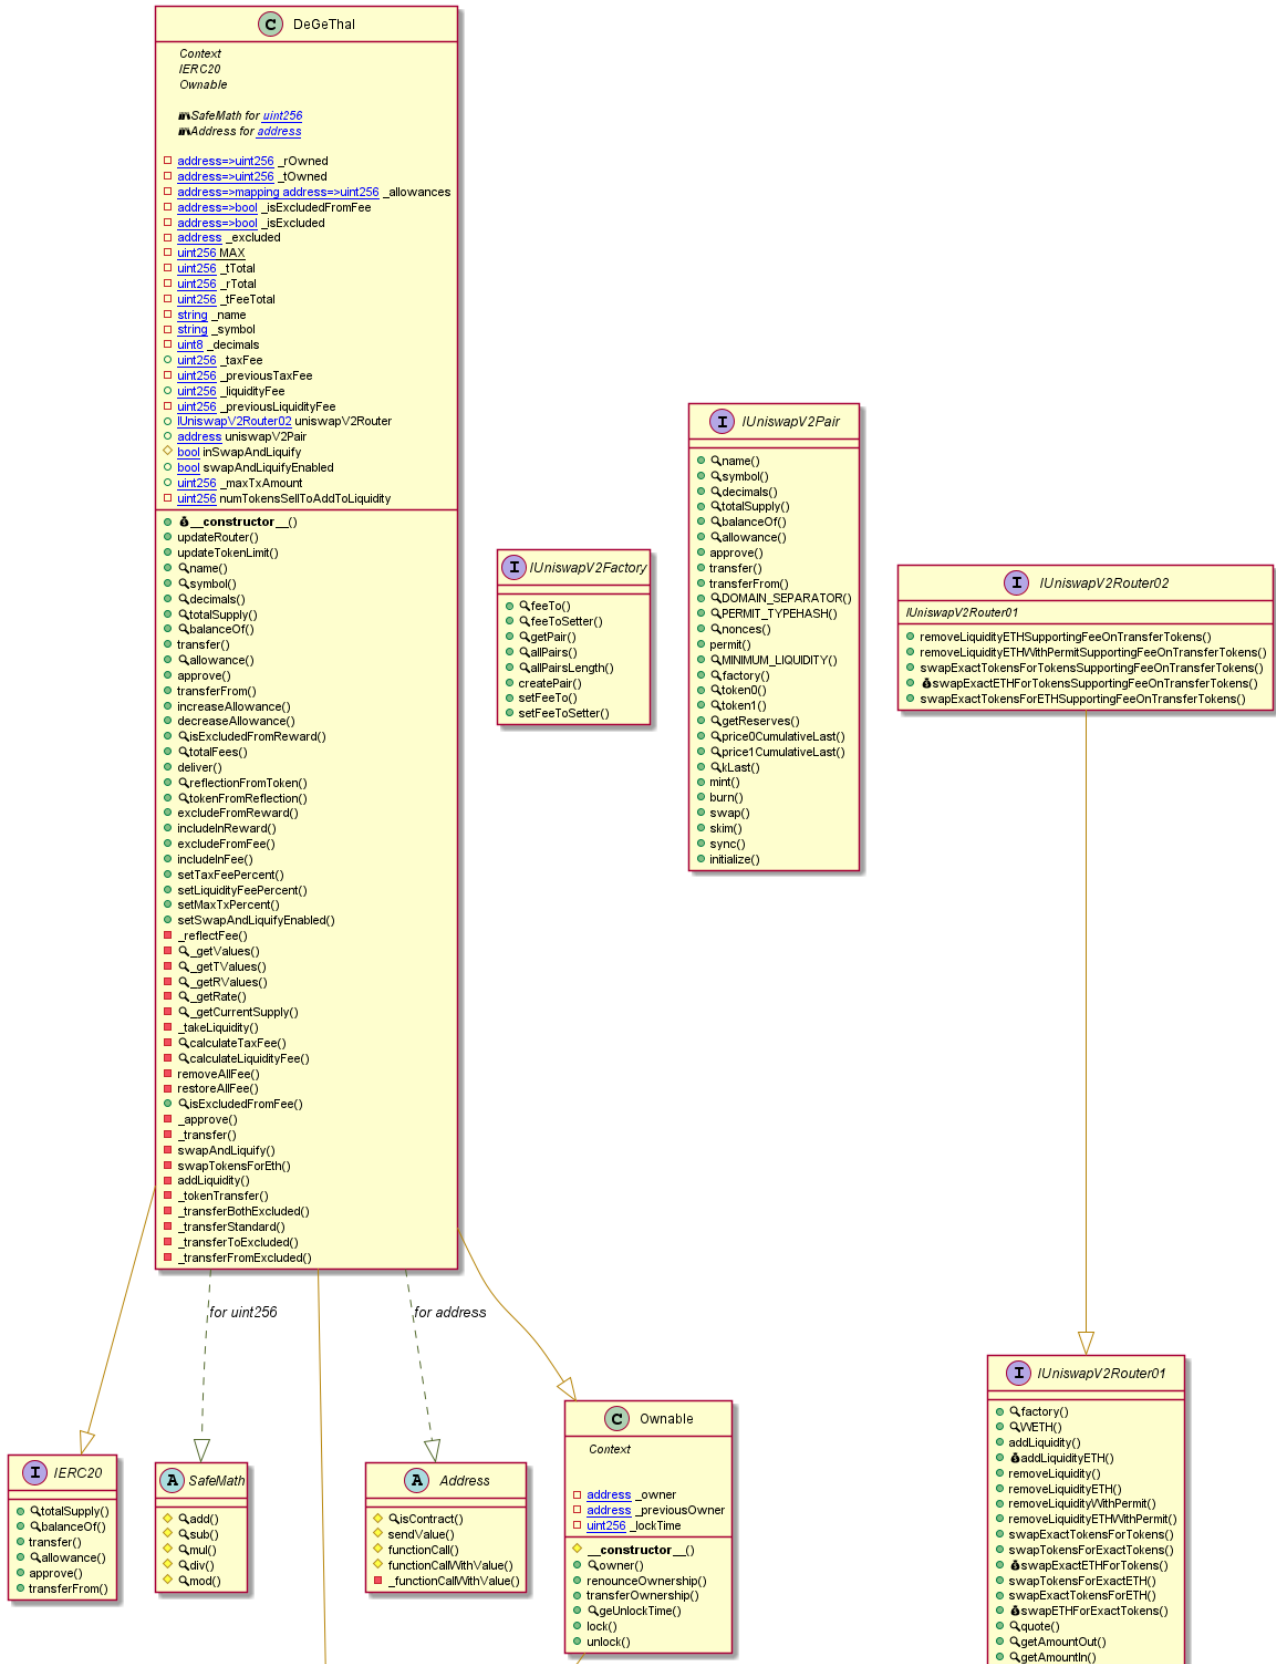 C DeGeThal
Context
IERC20
Ownable
SafeMath for uint256
Address for address
address=>uint256 _rOwned
address=>uint256 _tOwned
address=>mapping address=>uint256 _allowances
address=>bool _isExcludedFromFee
address=>bool _isExcluded
address _excluded
uint256 MAX
uint256 _tTotal
uint256 _rTotal
uint256 _tFeeTotal
string _name
string _symbol
uint8 _decimals
uint256 _taxFee
uint256 _previousTaxFee
uint256 _liquidityFee
uint256 _previousLiquidityFee
IUniswapV2Router02 uniswapV2Router
address uniswapV2Pair
bool inSwapAndLiquify
bool swapAndLiquifyEnabled
uint256 _maxTxAmount
uint256 numTokensSellToAddToLiquidity
__constructor__()
updateRouter()
updateTokenLimit()
name()
symbol()
decimals()
totalSupply()
balanceOf()
transfer()
allowance()
approve()
transferFrom()
increaseAllowance()
decreaseAllowance()
isExcludedFromReward()
totalFees()
deliver()
reflectionFromToken()
tokenFromReflection()
excludeFromReward()
includeInReward()
excludeFromFee()
includeInFee()
setTaxFeePercent()
setLiquidityFeePercent()
setMaxTxPercent()
setSwapAndLiquifyEnabled()
_reflectFee()
_getValues()
_getTValues()
_getRValues()
_getRate()
_getCurrentSupply()
_takeLiquidity()
calculateTaxFee()
calculateLiquidityFee()
removeAllFee()
restoreAllFee()
isExcludedFromFee()
_approve()
_transfer()
swapAndLiquify()
swapTokensForEth()
addLiquidity()
_tokenTransfer()
_transferBothExcluded()
_transferStandard()
_transferToExcluded()
_transferFromExcluded()
I IUniswapV2Factory
feeTo()
feeToSetter()
getPair()
allPairs()
allPairsLength()
createPair()
setFeeTo()
setFeeToSetter()
I IUniswapV2Pair
name()
symbol()
decimals()
totalSupply()
balanceOf()
allowance()
approve()
transfer()
transferFrom()
DOMAIN_SEPARATOR()
PERMIT_TYPEHASH()
nonces()
permit()
MINIMUM_LIQUIDITY()
factory()
token0()
token1()
getReserves()
price0CumulativeLast()
price1CumulativeLast()
kLast()
mint()
burn()
swap()
skim()
sync()
initialize()
I IUniswapV2Router02
IUniswapV2Router01
removeLiquidityETHSupportingFeeOnTransferTokens()
removeLiquidityETHWithPermitSupportingFeeOnTransferTokens()
swapExactTokensForTokensSupportingFeeOnTransferTokens()
swapExactETHForTokensSupportingFeeOnTransferTokens()
swapExactTokensForETHSupportingFeeOnTransferTokens()
for uint256
for address
I IERC20
totalSupply()
balanceOf()
transfer()
allowance()
approve()
transferFrom()
A SafeMath
add()
sub()
mul()
div()
mod()
A Address
isContract()
sendValue()
functionCall()
functionCallWithValue()
_functionCallWithValue()
C Ownable
Context
address _owner
address _previousOwner
uint256 _lockTime
__constructor__()
owner()
renounceOwnership()
transferOwnership()
geUnlockTime()
lock()
unlock()
I IUniswapV2Router01
factory()
WETH()
addLiquidity()
addLiquidityETH()
removeLiquidity()
removeLiquidityETH()
removeLiquidityWithPermit()
removeLiquidityETHWithPermit()
swapExactTokensForTokens()
swapTokensForExactTokens()
swapExactETHForTokens()
swapTokensForExactETH()
swapExactTokensForETH()
swapETHForExactTokens()
quote()
getAmountOut()
getAmountIn()